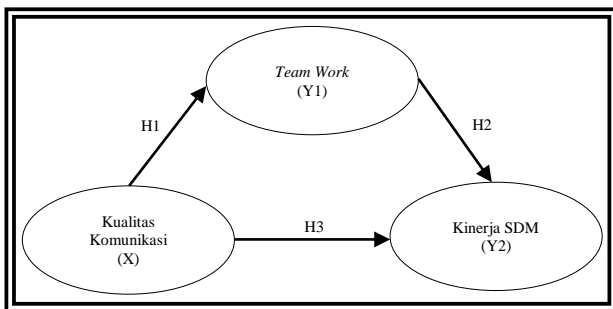 Team Work
(Y1)
H1
H2
Kualitas
Komunikasi
(X)
H3
Kinerja SDM
(Y2)